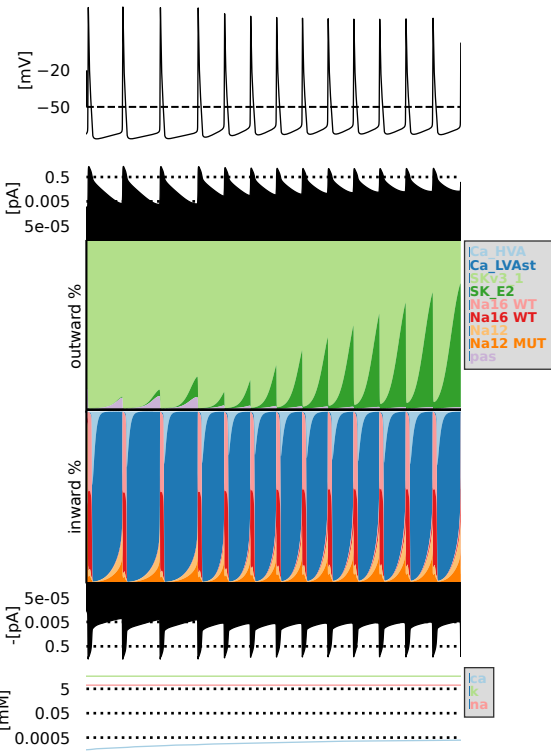 [mV]
−20
−50
[pA]
0.5
0.005
5e-05
outward %
Ca_HVA
Ca_LVAst
SKv3_1
SK_E2
Na16 WT
Na16 WT
Na12
Na12 MUT
pas
inward %
-[pA]
5e-05
0.005
0.5
[mM]
5
0.05
0.0005
ca
k
na